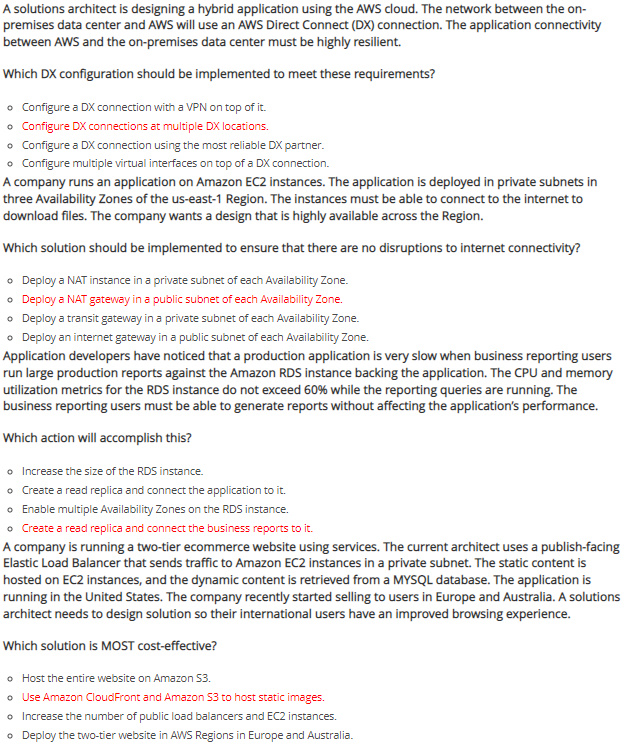 A solutions architect is designing a hybrid application using the AWS cloud. The network between the on-
premises data center and AWS will use an AWS Direct Connect (DX) connection. The application connectivity
between AWS and the on-premises data center must be highly resilient.
Which DX configuration should be implemented to meet these requirements?
Configure a DX connection with a VPN on top of it.
Configure DX connections at multiple DX locations.
Configure a DX connection using the most reliable DX partner.
Configure multiple virtual interfaces on top of a DX connection.
A company runs an application on Amazon EC2 instances. The application is deployed in private subnets in
three Availability Zones of the us-east-1 Region. The instances must be able to connect to the internet to
download files. The company wants a design that is highly available across the Region.
Which solution should be implemented to ensure that there are no disruptions to internet connectivity?
Deploy a NAT instance in a private subnet of each Availability Zone.
Deploy a NAT gateway in a public subnet of each Availability Zone.
Deploy a transit gateway in a private subnet of each Availability Zone.
Deploy an internet gateway in a public subnet of each Availability Zone.
Application developers have noticed that a production application is very slow when business reporting users
run large production reports against the Amazon RDS instance backing the application. The CPU and memory
utilization metrics for the RDS instance do not exceed 60% while the reporting queries are running. The
business reporting users must be able to generate reports without affecting the application's performance.
Which action will accomplish this?
Increase the size of the RDS instance.
Create a read replica and connect the application to it.
Enable multiple Availability Zones on the RDS instance.
Create a read replica and connect the business reports to it.
A company is running a two-tier ecommerce website using services. The current architect uses a publish-facing
Elastic Load Balancer that sends traffic to Amazon EC2 instances in a private subnet. The static content is
hosted on EC2 instances, and the dynamic content is retrieved from a MYSQL database. The application is
running in the United States. The company recently started selling to users in Europe and Australia. A solutions
architect needs to design solution so their international users have an improved browsing experience.
Which solution is MOST cost-effective?
Host the entire website on Amazon S3.
Use Amazon CloudFront and Amazon S3 to host static images.
Increase the number of public load balancers and EC2 instances.
Deploy the two-tier website in AWS Regions in Europe and Australia.